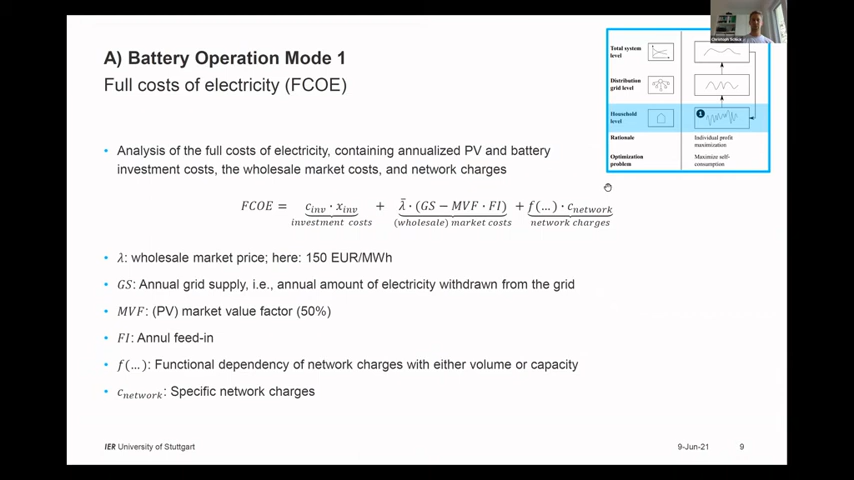 A) Battery Operation Mode 1
Full costs of electricity (FCOE)
Total system
level
Distribution
grid level
Household
level
1
Rationale
Individual profit
maximization
Optimization
problem
Maximize self-
consumption
• Analysis of the full costs of electricity, containing annualized PV and battery
investment costs, the wholesale market costs, and network charges
FCOE = c_inv · x_inv + λ̄ · (GS − MVF · FI) + f(…) · c_network
investment costs (wholesale) market costs network charges
• λ: wholesale market price; here: 150 EUR/MWh
• GS: Annual grid supply, i.e., annual amount of electricity withdrawn from the grid
• MVF: (PV) market value factor (50%)
• FI: Annul feed-in
• f(…): Functional dependency of network charges with either volume or capacity
• c_network: Specific network charges
IER University of Stuttgart
9-Jun-21
9